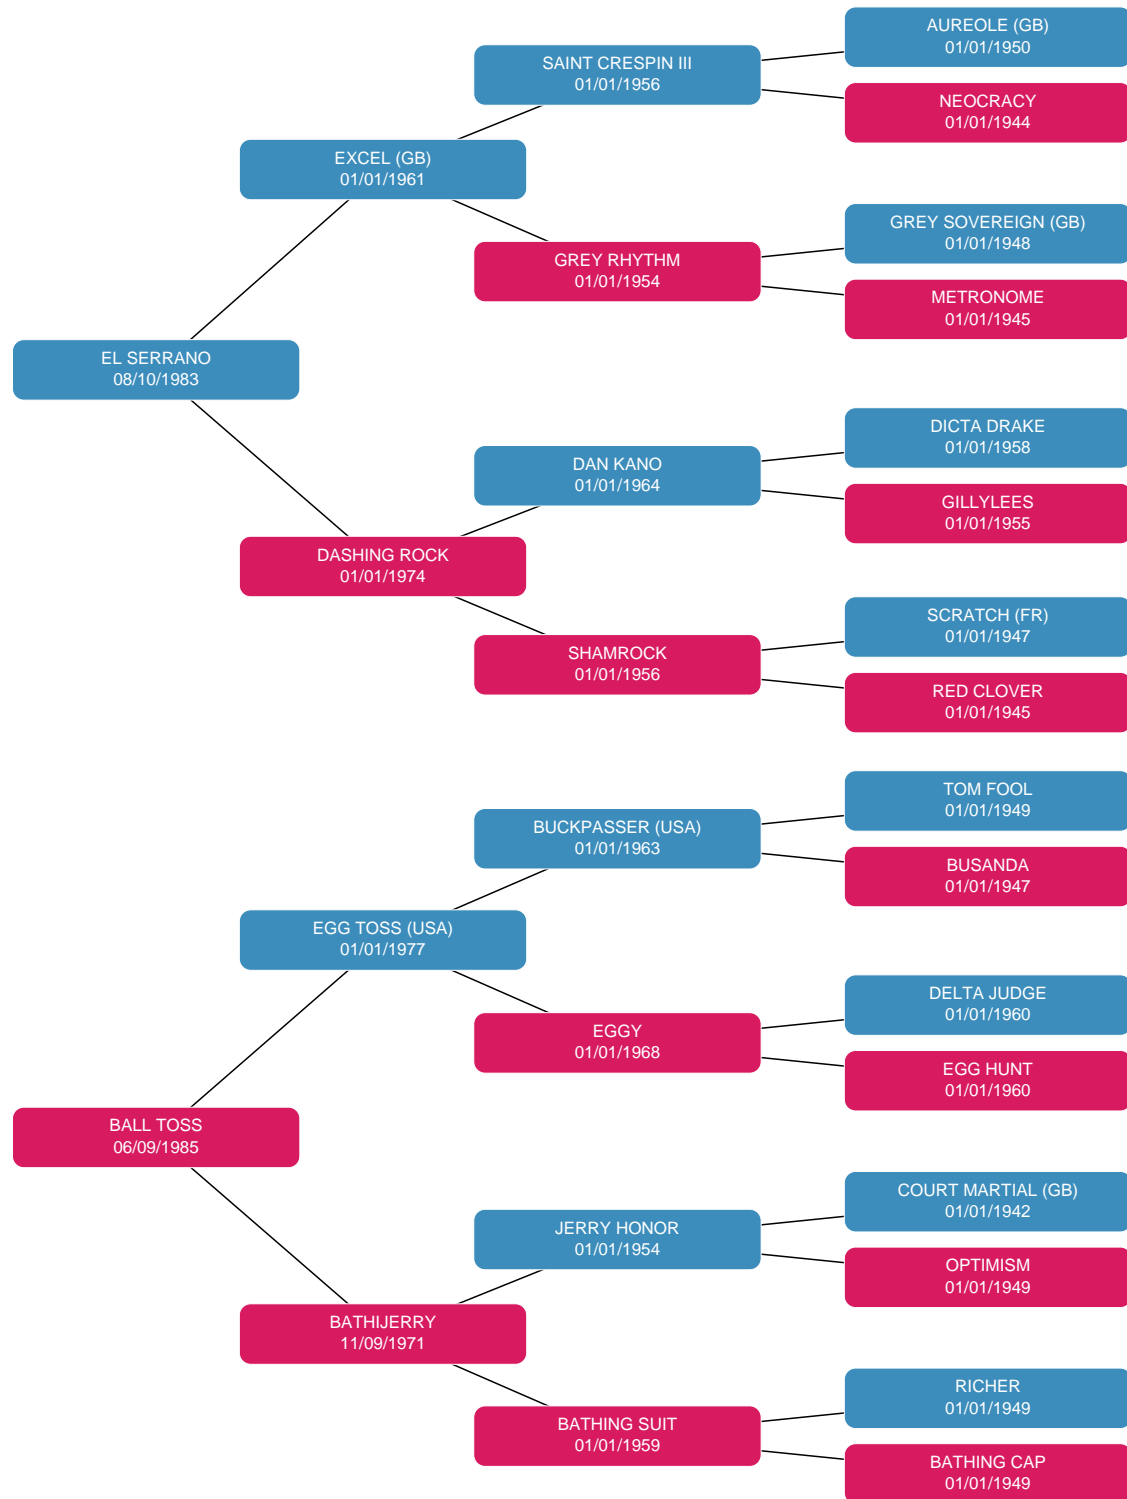 AUREOLE (GB)
01/01/1950
SAINT CRESPIN III
01/01/1956
NEOCRACY
01/01/1944
EXCEL (GB)
01/01/1961
GREY SOVEREIGN (GB)
01/01/1948
GREY RHYTHM
01/01/1954
METRONOME
01/01/1945
EL SERRANO
08/10/1983
DICTA DRAKE
01/01/1958
DAN KANO
01/01/1964
GILLYLEES
01/01/1955
DASHING ROCK
01/01/1974
SCRATCH (FR)
01/01/1947
SHAMROCK
01/01/1956
RED CLOVER
01/01/1945
TOM FOOL
01/01/1949
BUCKPASSER (USA)
01/01/1963
BUSANDA
01/01/1947
EGG TOSS (USA)
01/01/1977
DELTA JUDGE
01/01/1960
EGGY
01/01/1968
EGG HUNT
01/01/1960
BALL TOSS
06/09/1985
COURT MARTIAL (GB)
01/01/1942
JERRY HONOR
01/01/1954
OPTIMISM
01/01/1949
BATHIJERRY
11/09/1971
RICHER
01/01/1949
BATHING SUIT
01/01/1959
BATHING CAP
01/01/1949